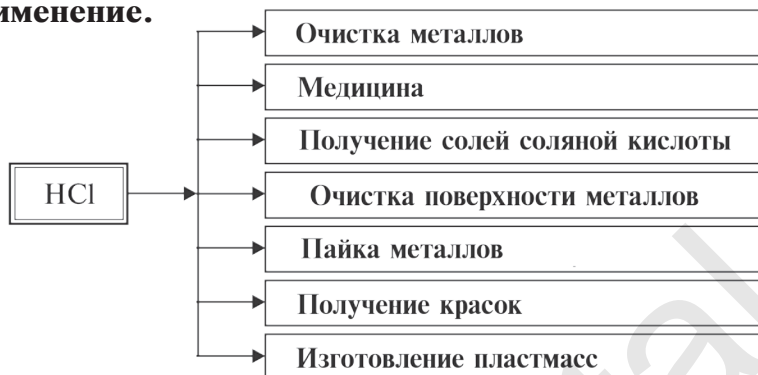 именение.
Очистка металлов
Медицина
Получение солей соляной кислоты
HCl
Очистка поверхности металлов
Пайка металлов
Получение красок
Изготовление пластмасс